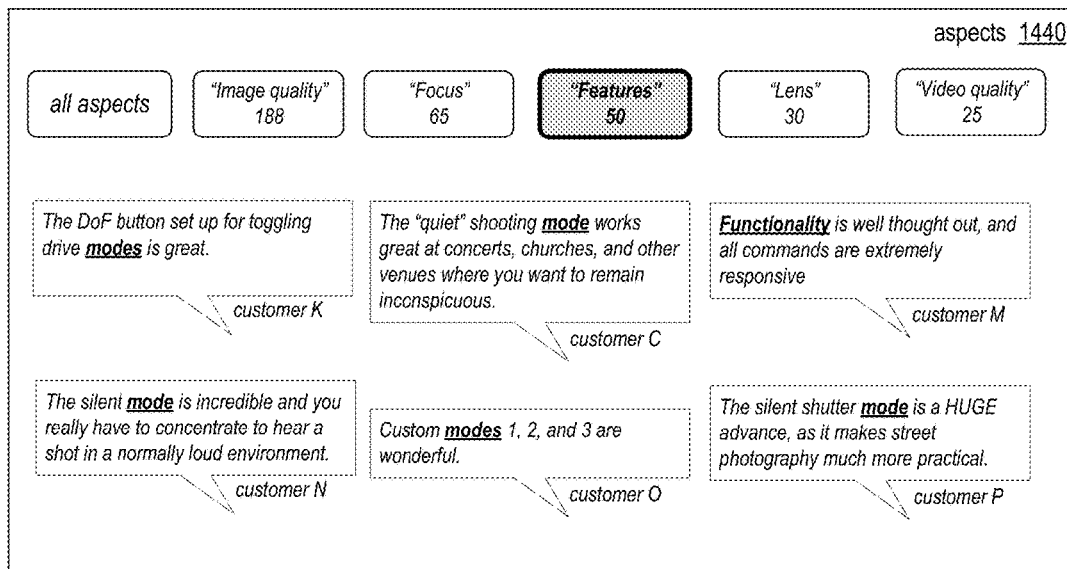 aspects 1440
all aspects
"Image quality"
188
"Focus"
65
"Features"
50
"Lens"
30
"Video quality"
25
The DoF button set up for toggling
drive modes is great.
customer K
The "quiet" shooting mode works
great at concerts, churches, and other
venues where you want to remain
inconspicuous.
customer C
Functionality is well thought out, and
all commands are extremely
responsive
customer M
The silent mode is incredible and you
really have to concentrate to hear a
shot in a normally loud environment.
customer N
Custom modes 1, 2, and 3 are
wonderful.
customer O
The silent shutter mode is a HUGE
advance, as it makes street
photography much more practical.
customer P